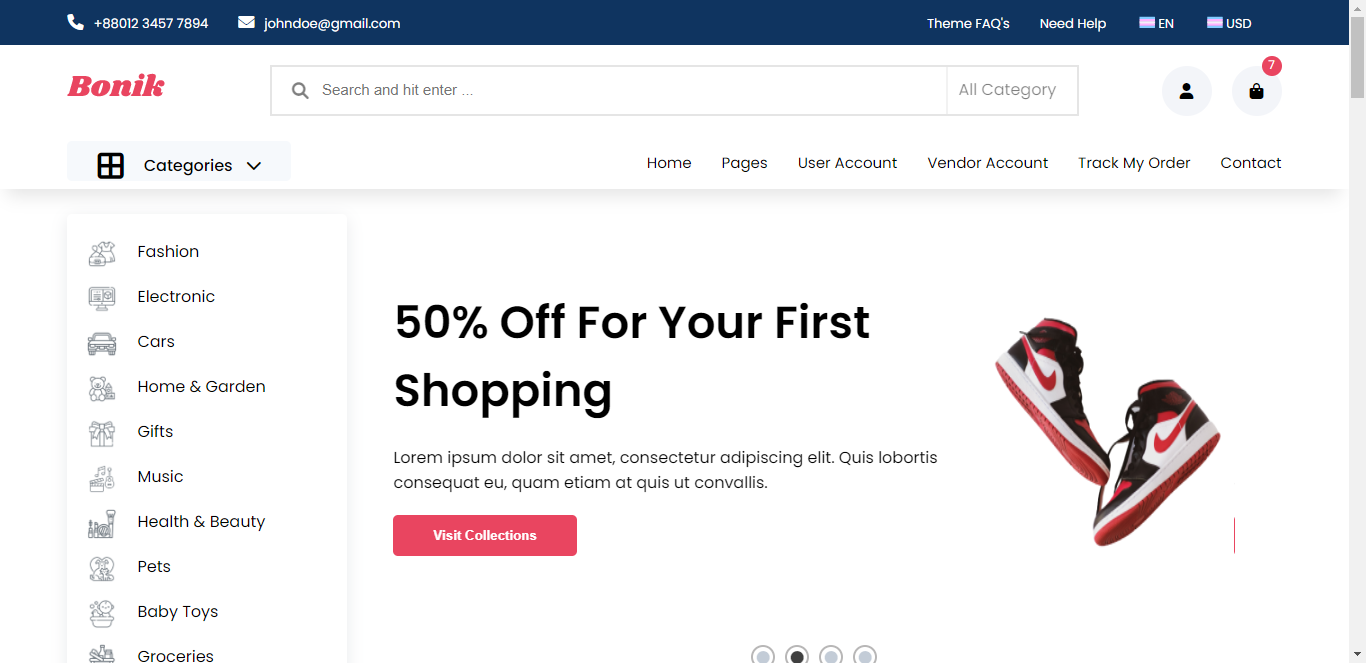 +88012 3457 7894 johndoe@gmail.com Theme FAQ's Need Help EN USD
7
Bonik Search and hit enter ... All Category
Categories Home Pages User Account Vendor Account Track My Order Contact
Fashion
Electronic
Cars
Home & Garden
Gifts
Music
Health & Beauty
Pets
Baby Toys
Groceries
50% Off For Your First
Shopping
Lorem ipsum dolor sit amet, consectetur adipiscing elit. Quis lobortis
consequat eu, quam etiam at quis ut convallis.
Visit Collections